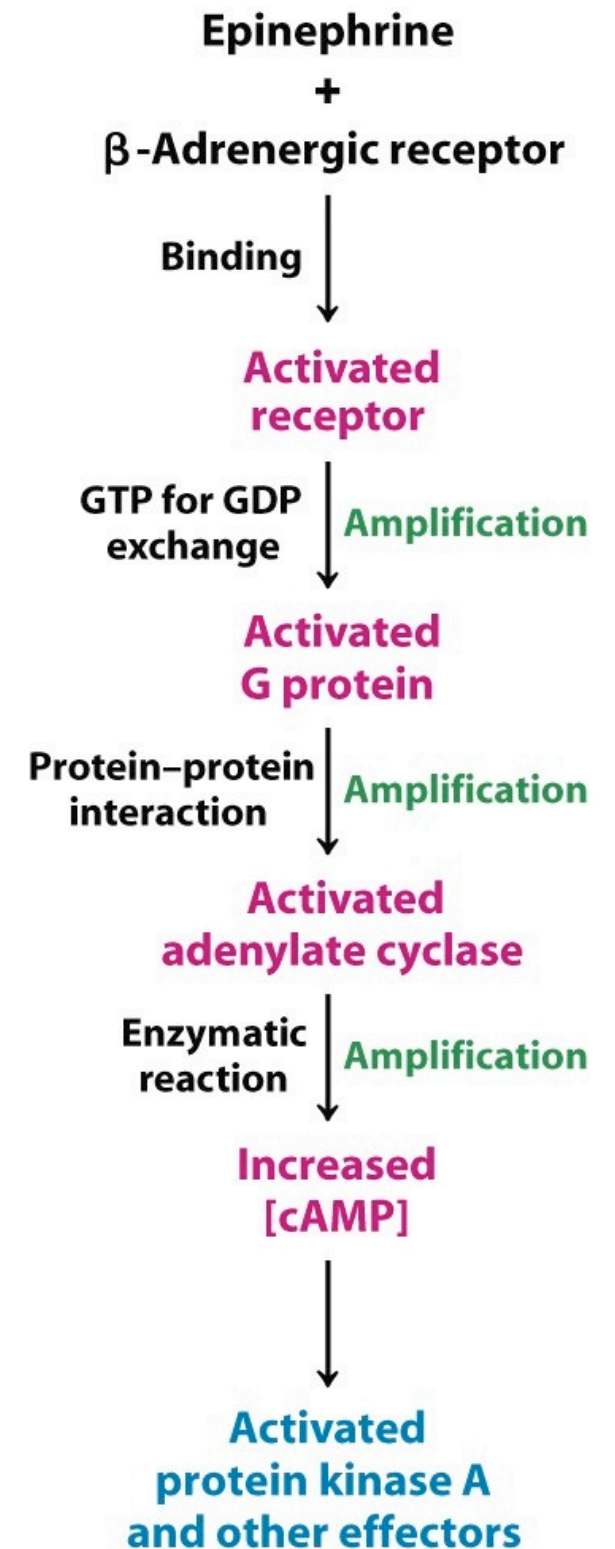 Epinephrine
+
β-Adrenergic receptor
Binding
Activated
receptor
GTP for GDP
exchange
Amplification
Activated
G protein
Protein–protein
interaction
Amplification
Activated
adenylate cyclase
Enzymatic
reaction
Amplification
Increased
[cAMP]
Activated
protein kinase A
and other effectors